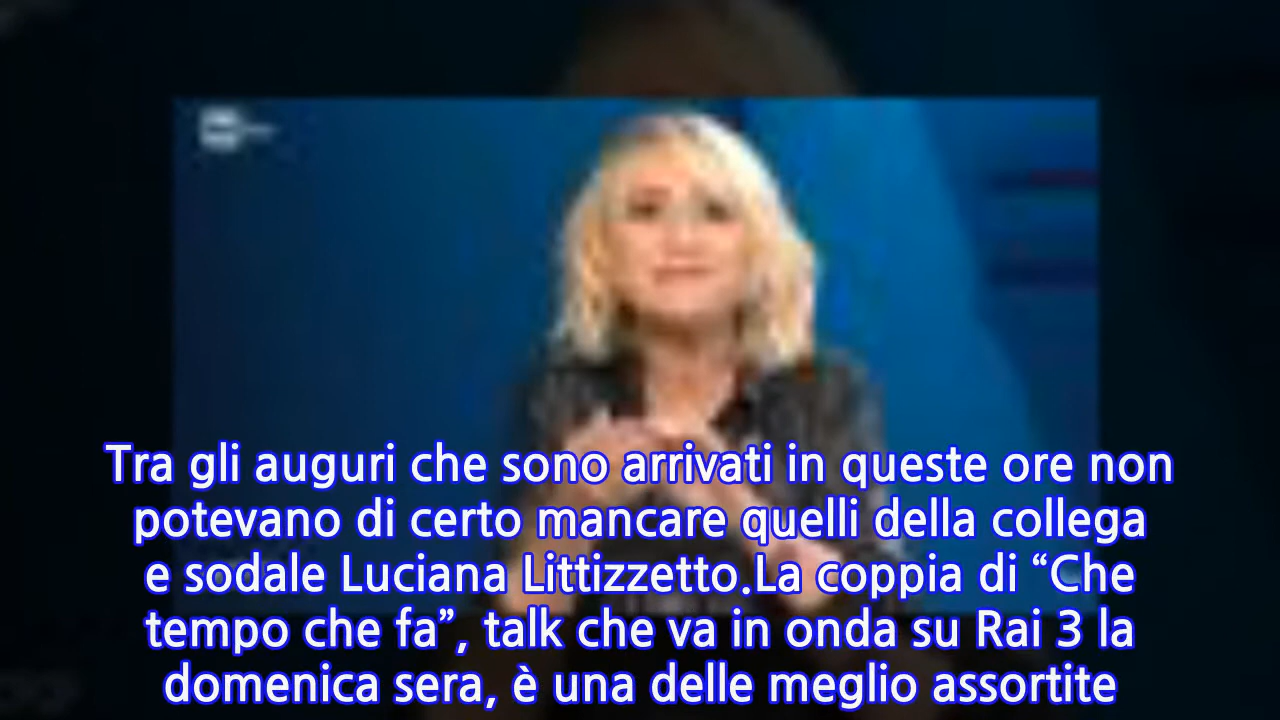 Tra gli auguri che sono arrivati in queste ore non
potevano di certo mancare quelli della collega
e sodale Luciana Littizzetto.La coppia di “Che
tempo che fa”, talk che va in onda su Rai 3 la
domenica sera, è una delle meglio assortite